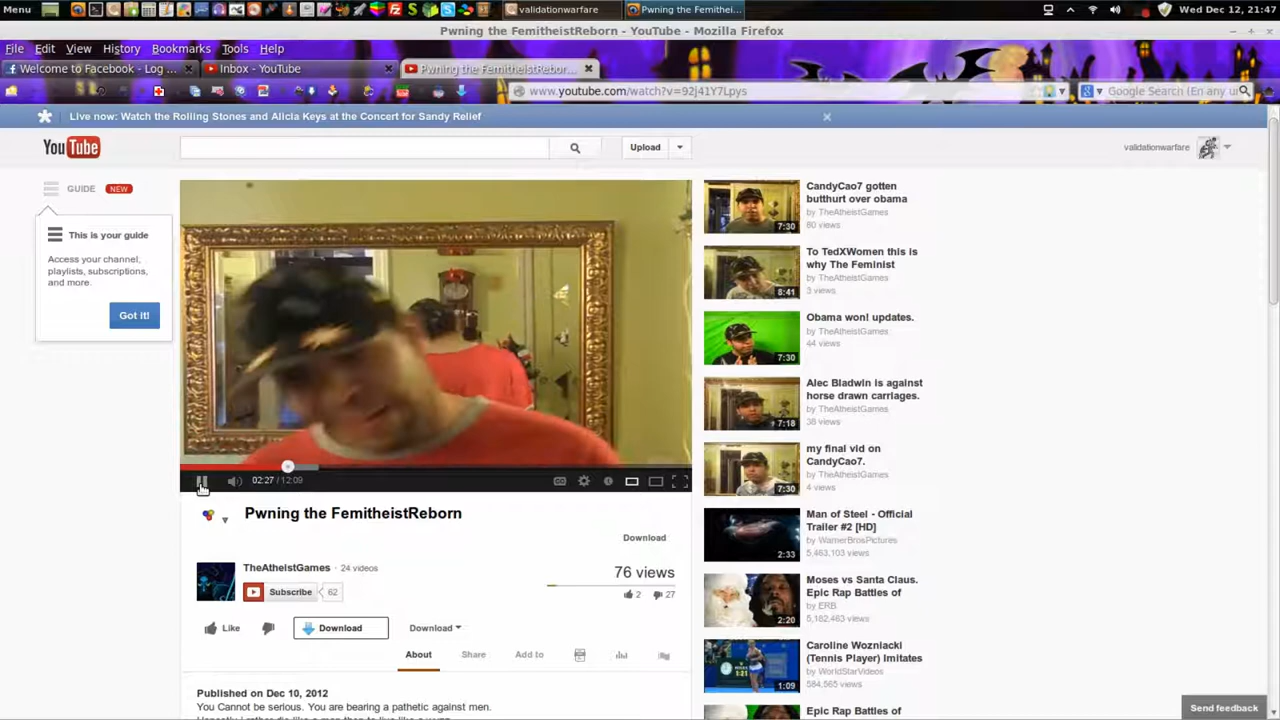 Menu
validationwarfare
Pwning the Femithei...
Wed Dec 12, 21:47
Pwning the FemitheistReborn - YouTube - Mozilla Firefox
File Edit View History Bookmarks Tools Help
Welcome to Facebook - Log ...
Inbox - YouTube
Pwning the FemitheistRebor...
www.youtube.com/watch?v=92j41Y7Lpys
Google Search (En any ur
Live now: Watch the Rolling Stones and Alicia Keys at the Concert for Sandy Relief
YouTube
Upload
validationwarfare
GUIDE NEW
This is your guide
Access your channel,
playlists, subscriptions,
and more.
Got it!
02:27 / 12:09
Pwning the FemitheistReborn
Download
TheAtheistGames · 24 videos
Subscribe 62
76 views
2 27
Like
Download
Download
About
Share
Add to
Published on Dec 10, 2012
You Cannot be serious. You are bearing a pathetic against men.
CandyCao7 gotten
butthurt over obama
by TheAtheistGames
80 views
7:30
To TedXWomen this is
why The Feminist
by TheAtheistGames
3 views
8:41
Obama won! updates.
by TheAtheistGames
44 views
7:30
Alec Bladwin is against
horse drawn carriages.
by TheAtheistGames
38 views
7:18
my final vid on
CandyCao7.
by TheAtheistGames
4 views
7:30
Man of Steel - Official
Trailer #2 [HD]
by WarnerBrosPictures
5,463,103 views
2:33
Moses vs Santa Claus.
Epic Rap Battles of
by ERB
5,182,463 views
2:20
Caroline Wozniacki
(Tennis Player) Imitates
by WorldStarVideos
584,565 views
1:09
Epic Rap Battles of
Send feedback